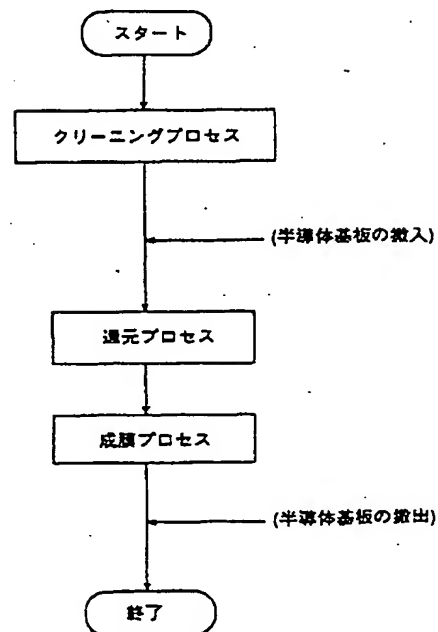 スタート
クリーニングプロセス
(半導体基板の搬入)
還元プロセス
成膜プロセス
(半導体基板の搬出)
終了